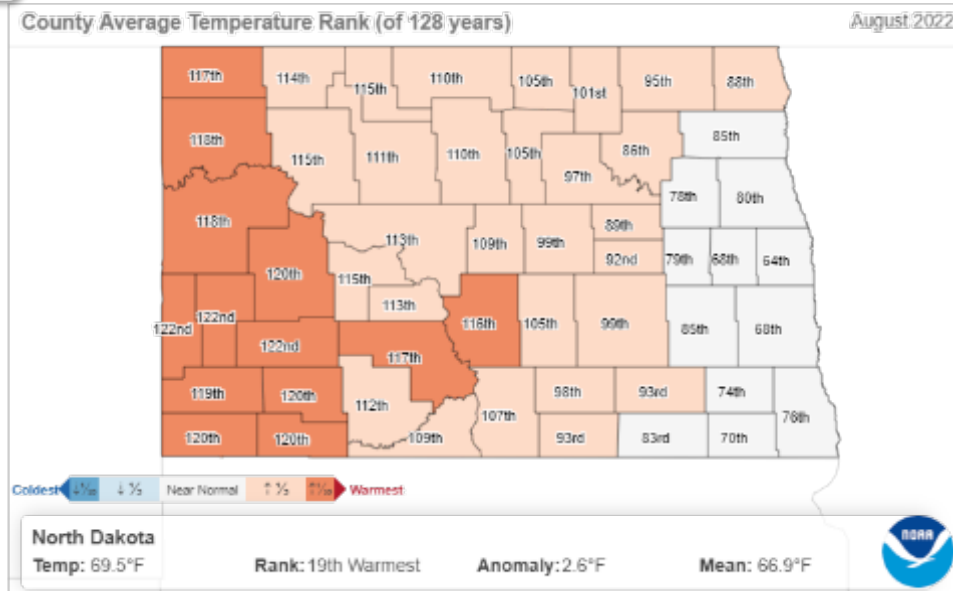 County Average Temperature Rank (of 128 years)
August 2022
117th 114th 115th 110th 105th 101st 95th 88th
118th 115th 111th 110th 105th 97th 86th 85th
118th 113th 109th 99th 89th 92nd 78th 80th
120th 115th 113th 79th 68th 64th
122nd 122nd 122nd 117th 116th 105th 99th 85th 68th
119th 120th 112th 107th 98th 93rd 74th 76th
120th 120th 109th 93rd 83rd 70th
Coldest Near Normal Warmest
North Dakota
Temp: 69.5°F Rank: 19th Warmest Anomaly: 2.6°F Mean: 66.9°F
NOAA